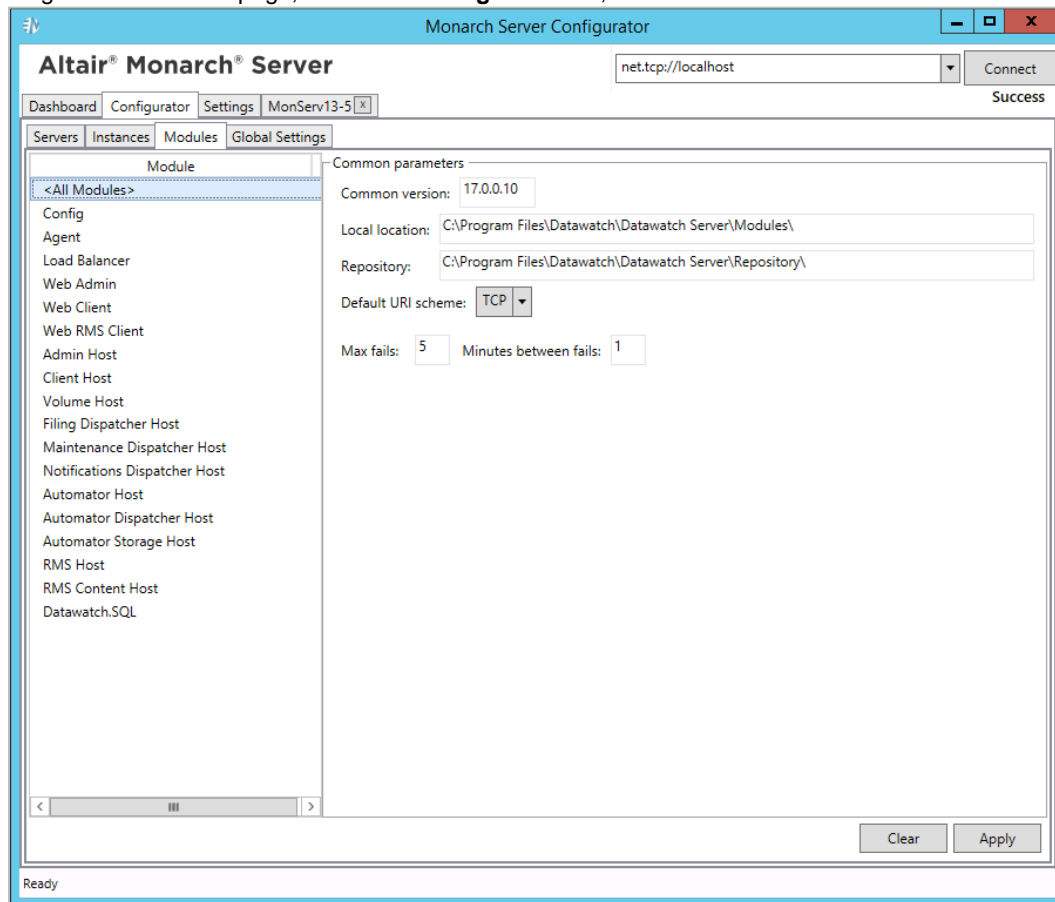 Monarch Server Configurator
Altair® Monarch® Server
net.tcp://localhost
Connect
Success
Dashboard Configurator Settings MonServ13-5 x
Servers Instances Modules Global Settings
Module
<All Modules>
Config
Agent
Load Balancer
Web Admin
Web Client
Web RMS Client
Admin Host
Client Host
Volume Host
Filing Dispatcher Host
Maintenance Dispatcher Host
Notifications Dispatcher Host
Automator Host
Automator Dispatcher Host
Automator Storage Host
RMS Host
RMS Content Host
Datawatch.SQL
Common parameters
Common version: 17.0.0.10
Local location: C:\Program Files\Datawatch\Datawatch Server\Modules\
Repository: C:\Program Files\Datawatch\Datawatch Server\Repository\
Default URI scheme: TCP
Max fails: 5 Minutes between fails: 1
Clear Apply
Ready